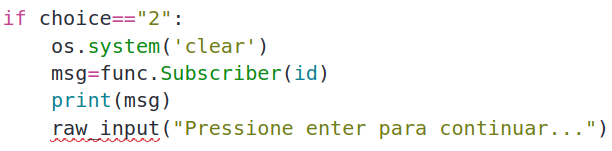 if choice=="2":
    os.system('clear')
    msg=func.Subscriber(id)
    print(msg)
    raw_input("Pressione enter para continuar...")